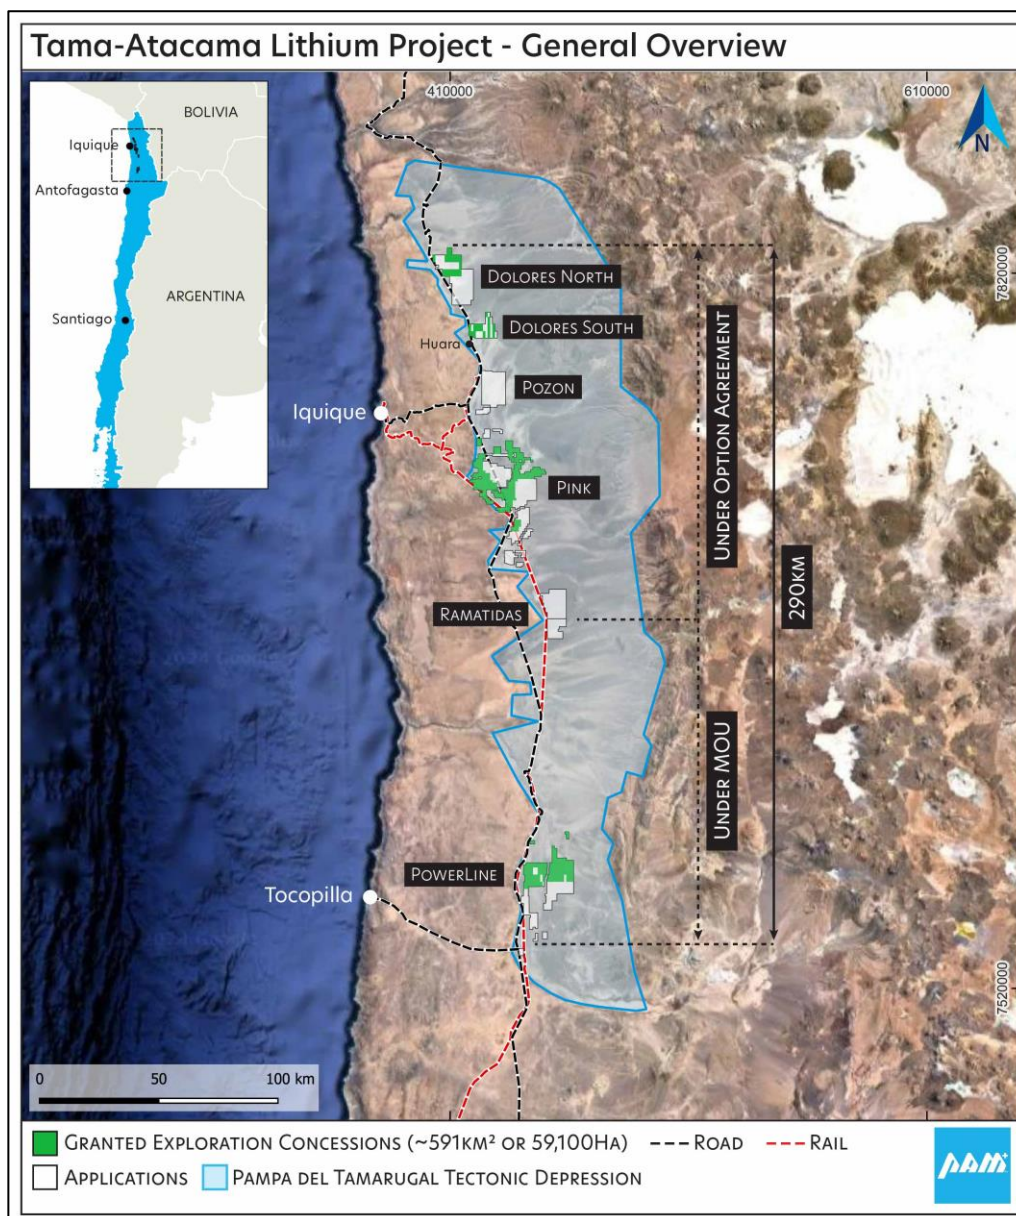 Tama-Atacama Lithium Project - General Overview
BOLIVIA
Iquique
Antofagasta
ARGENTINA
Santiago
410000
610000
N
7820000
DOLORES NORTH
DOLORES SOUTH
Huara
POZON
Iquique
PINK
UNDER OPTION AGREEMENT
290KM
RAMATIDAS
UNDER MOU
POWERLINE
Tocopilla
7520000
0 50 100 km
GRANTED EXPLORATION CONCESSIONS (~591KM² OR 59,100HA) ROAD RAIL
APPLICATIONS PAMPA DEL TAMARUGAL TECTONIC DEPRESSION
PAM+